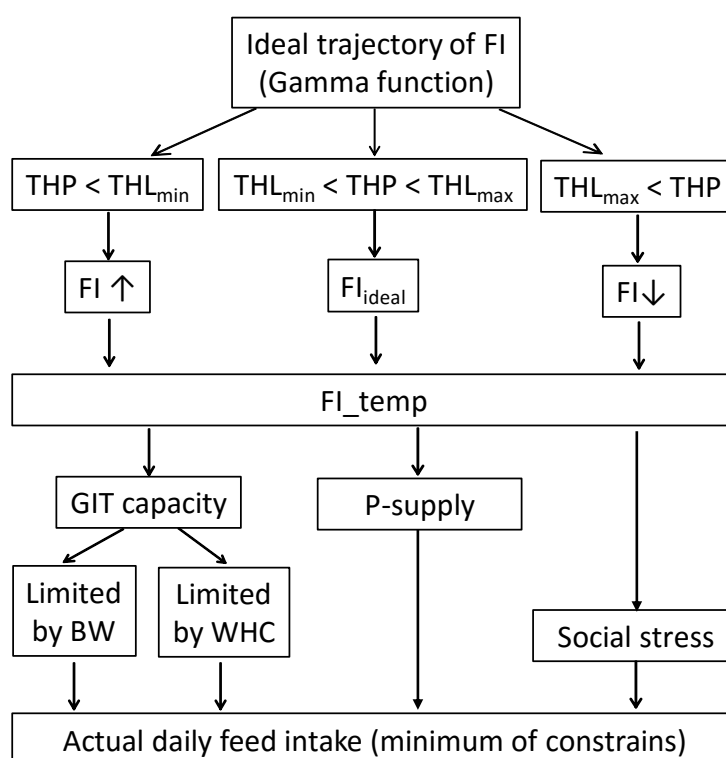 Ideal trajectory of FI
(Gamma function)
THP < THLmin
THLmin < THP < THLmax
THLmax < THP
FI ↑
FIideal
FI↓
FI_temp
GIT capacity
P-supply
Limited
by BW
Limited
by WHC
Social stress
Actual daily feed intake (minimum of constrains)